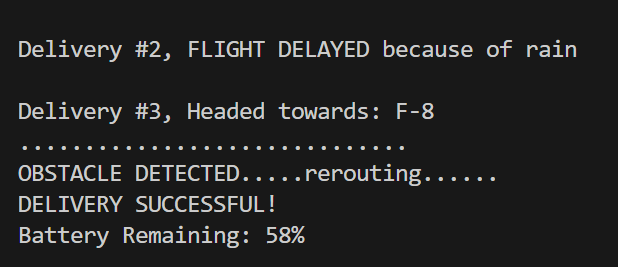 Delivery #2, FLIGHT DELAYED because of rain
Delivery #3, Headed towards: F-8
..............................
OBSTACLE DETECTED.....rerouting......
DELIVERY SUCCESSFUL!
Battery Remaining: 58%